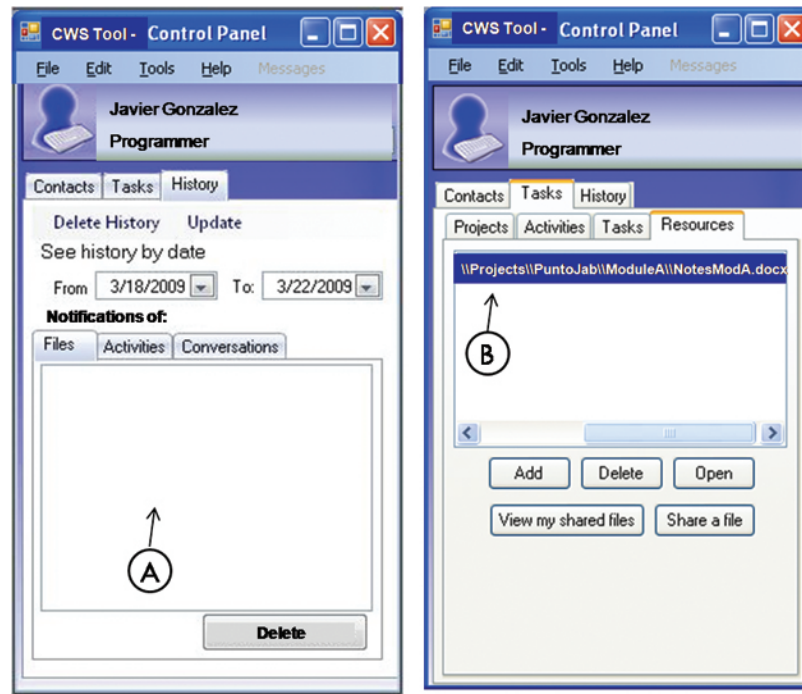 CWS Tool - Control Panel
File Edit Tools Help Messages
Javier Gonzalez
Programmer
Contacts Tasks History
Delete History Update
See history by date
From 3/18/2009 To: 3/22/2009
Notifications of:
Files Activities Conversations
A
Delete
CWS Tool - Control Panel
File Edit Tools Help Messages
Javier Gonzalez
Programmer
Contacts Tasks History
Projects Activities Tasks Resources
\\Projects\\PuntoJab\\ModuleA\\NotesModA.docx
B
Add Delete Open
View my shared files Share a file